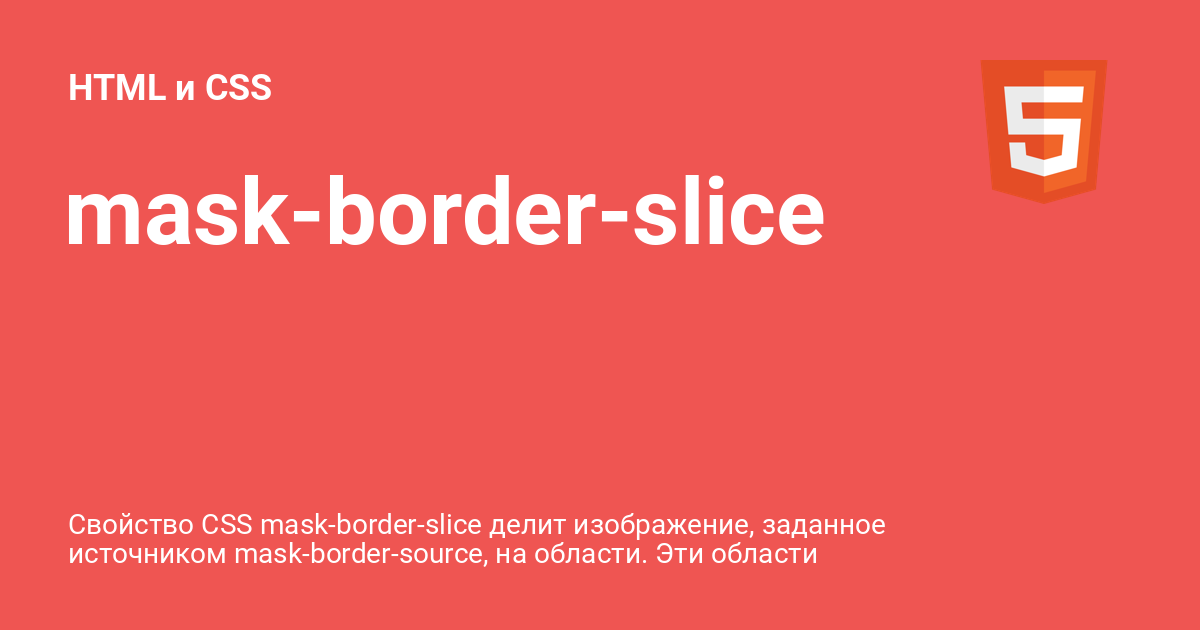 HTML и CSS
mask-border-slice
Свойство CSS mask-border-slice делит изображение, заданное
источником mask-border-source, на области. Эти области